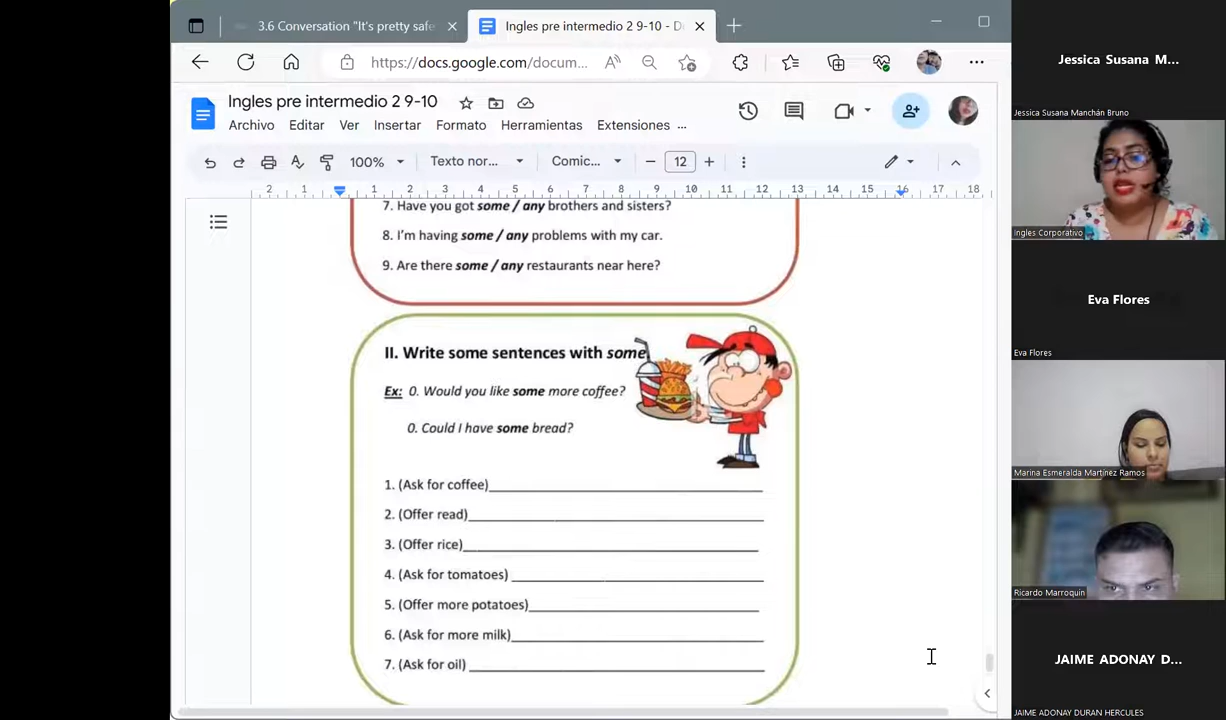 3.6 Conversation "It's pretty safe
Ingles pre intermedio 2 9-10 - D
https://docs.google.com/docum...
Ingles pre intermedio 2 9-10
Archivo Editar Ver Insertar Formato Herramientas Extensiones ...
100% Texto nor... Comic... 12
2 1 1 2 3 4 5 6 7 8 9 10 11 12 13 14 15 16 17 18
7. Have you got some / any brothers and sisters?
8. I'm having some / any problems with my car.
9. Are there some / any restaurants near here?
II. Write some sentences with some.
Ex: 0. Would you like some more coffee?
0. Could I have some bread?
1. (Ask for coffee)
2. (Offer read)
3. (Offer rice)
4. (Ask for tomatoes)
5. (Offer more potatoes)
6. (Ask for more milk)
7. (Ask for oil)
Jessica Susana M...
Jessica Susana Manchán Bruno
Ingles Corporativo
Eva Flores
Eva Flores
Marina Esmeralda Martinez Ramos
Ricardo Marroquin
JAIME ADONAY D...
JAIME ADONAY DURAN HERCULES